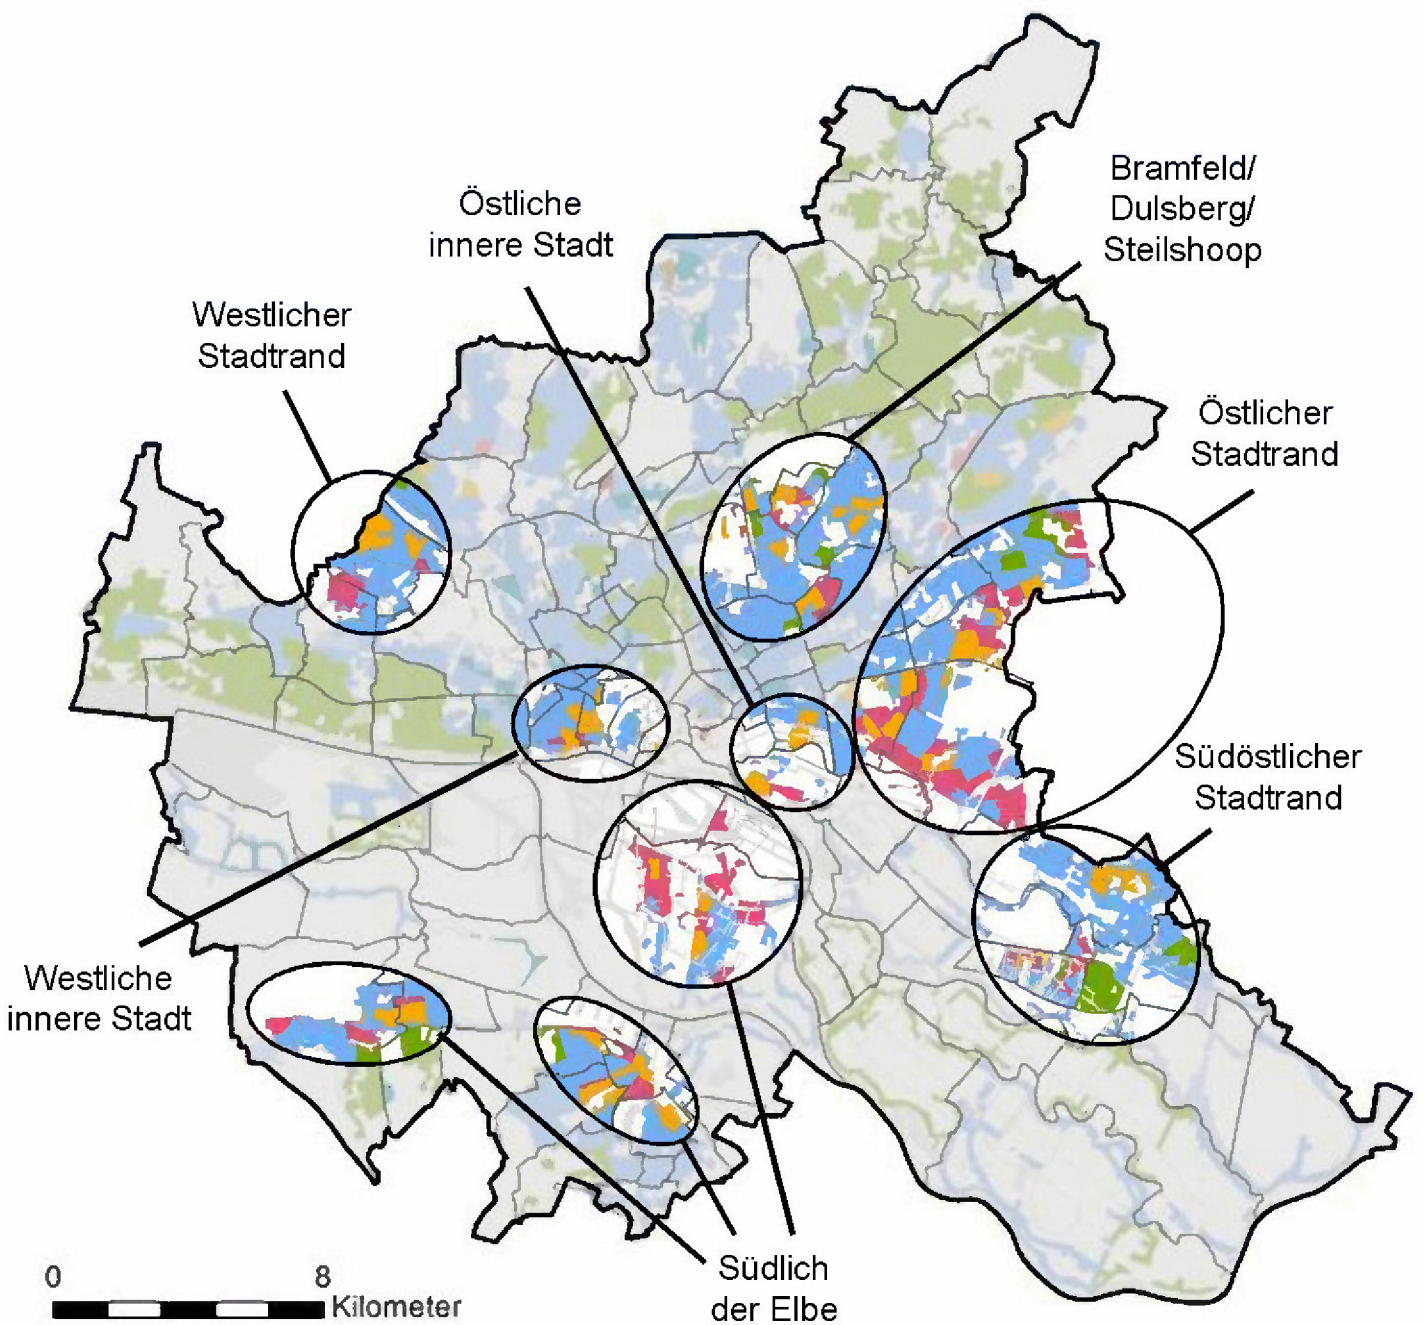 Bramfeld/
Dulsberg/
Steilshoop
Östliche
innere Stadt
Westlicher
Stadtrand
Östlicher
Stadtrand
Südöstlicher
Stadtrand
Westliche
innere Stadt
Südlich
der Elbe
0 8
Kilometer